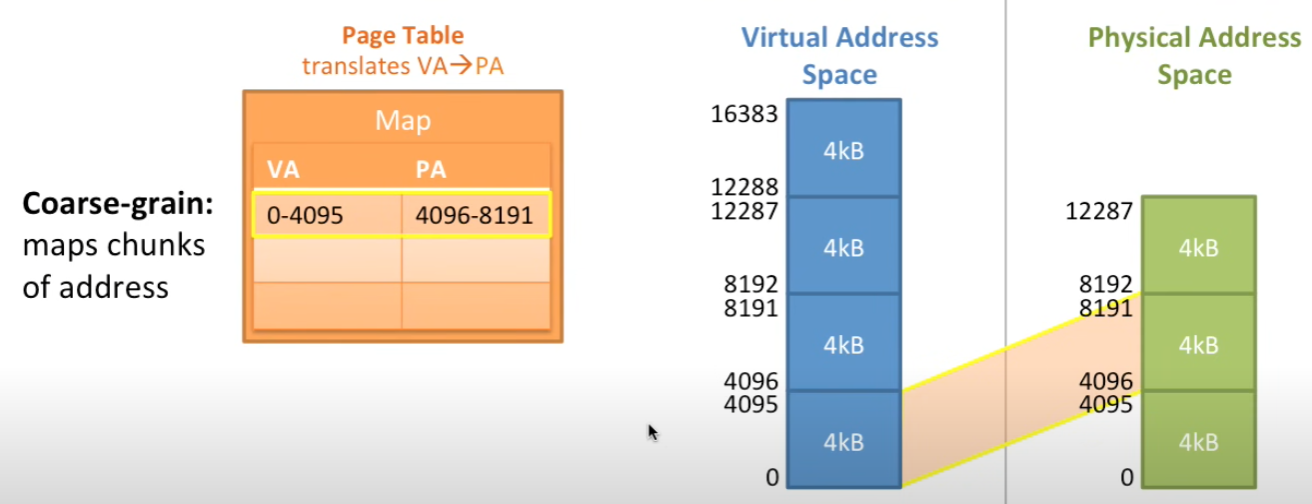 Page Table
translates VA→PA
Map
VA PA
0-4095 4096-8191
Coarse-grain:
maps chunks
of address
Virtual Address
Space
16383
4kB
12288
12287
4kB
8192
8191
4kB
4096
4095
4kB
0
Physical Address
Space
12287
4kB
8192
8191
4kB
4096
4095
4kB
0